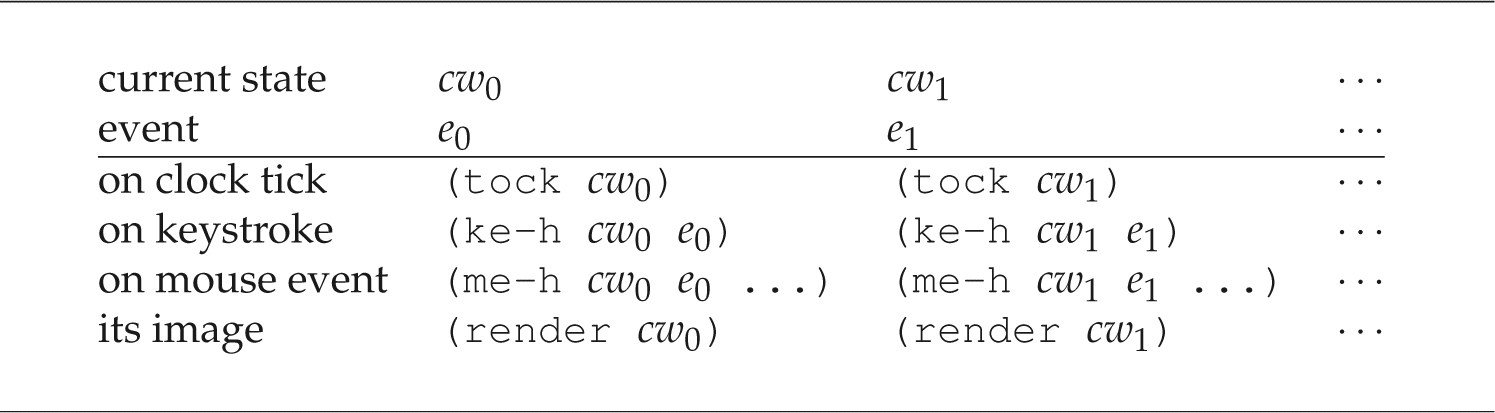 current state cw₀ cw₁ ···
event e₀ e₁ ···
on clock tick (tock cw₀) (tock cw₁) ···
on keystroke (ke-h cw₀ e₀) (ke-h cw₁ e₁) ···
on mouse event (me-h cw₀ e₀ ...) (me-h cw₁ e₁ ...) ···
its image (render cw₀) (render cw₁) ···